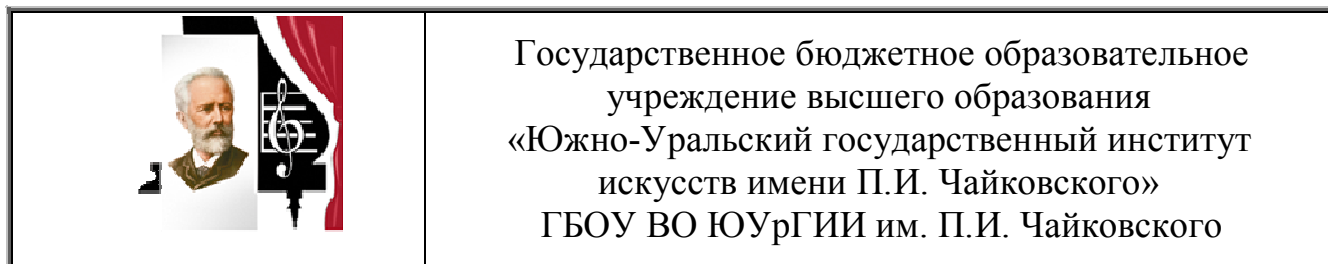 Государственное бюджетное образовательное
учреждение высшего образования
«Южно-Уральский государственный институт
искусств имени П.И. Чайковского»
ГБОУ ВО ЮУрГИИ им. П.И. Чайковского